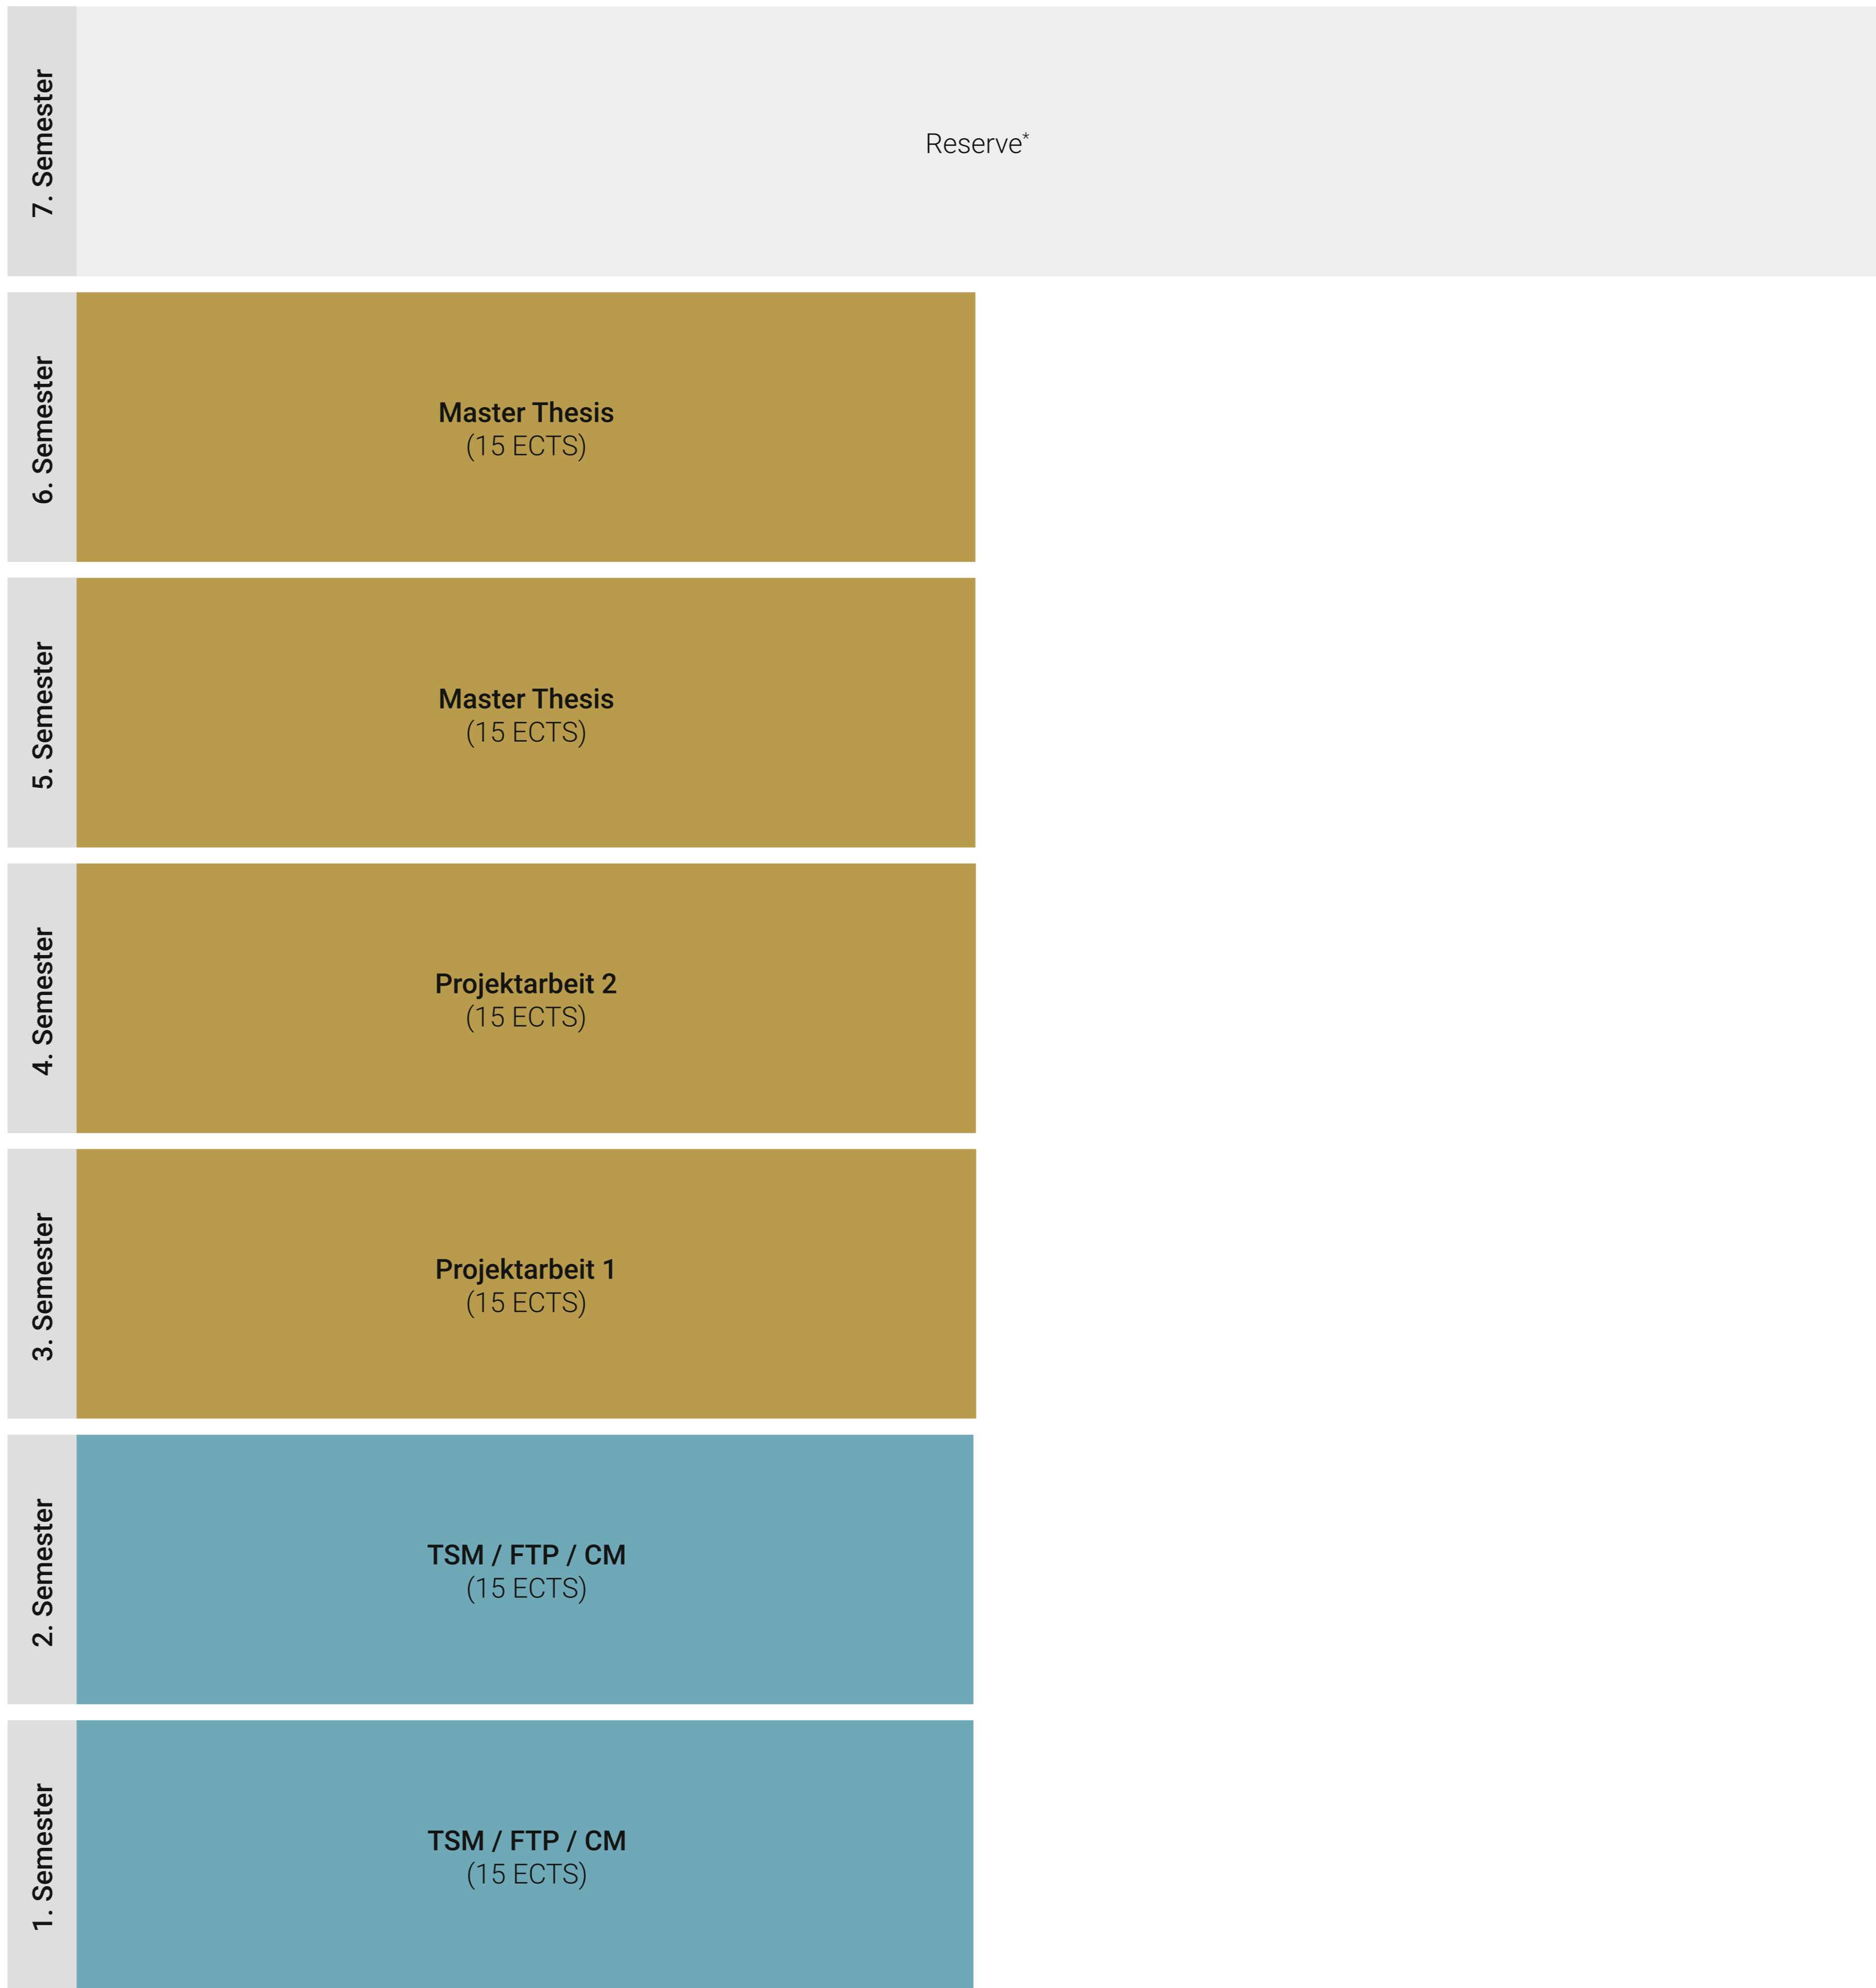 7. Semester
Reserve*
6. Semester
Master Thesis
(15 ECTS)
5. Semester
Master Thesis
(15 ECTS)
4. Semester
Projektarbeit 2
(15 ECTS)
3. Semester
Projektarbeit 1
(15 ECTS)
2. Semester
TSM / FTP / CM
(15 ECTS)
1. Semester
TSM / FTP / CM
(15 ECTS)